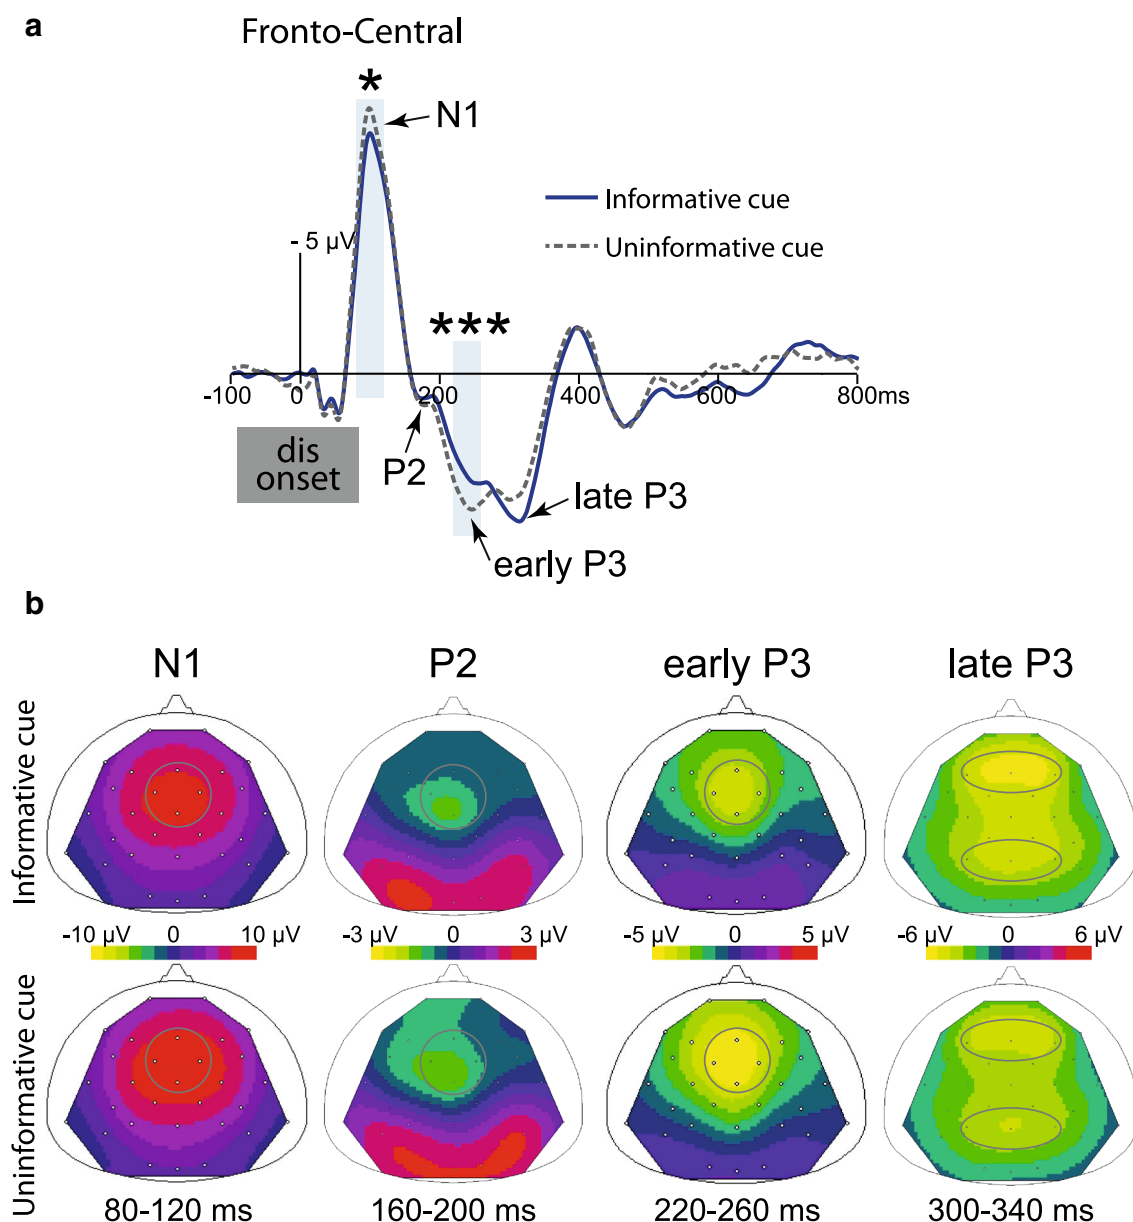 a
Fronto-Central
*
N1
Informative cue
Uninformative cue
- 5 µV
***
-100 0 200 400 600 800ms
dis
onset
P2
late P3
early P3
b
N1 P2 early P3 late P3
Informative cue
-10 µV 0 10 µV -3 µV 0 3 µV -5 µV 0 5 µV -6 µV 0 6 µV
Uninformative cue
80-120 ms 160-200 ms 220-260 ms 300-340 ms